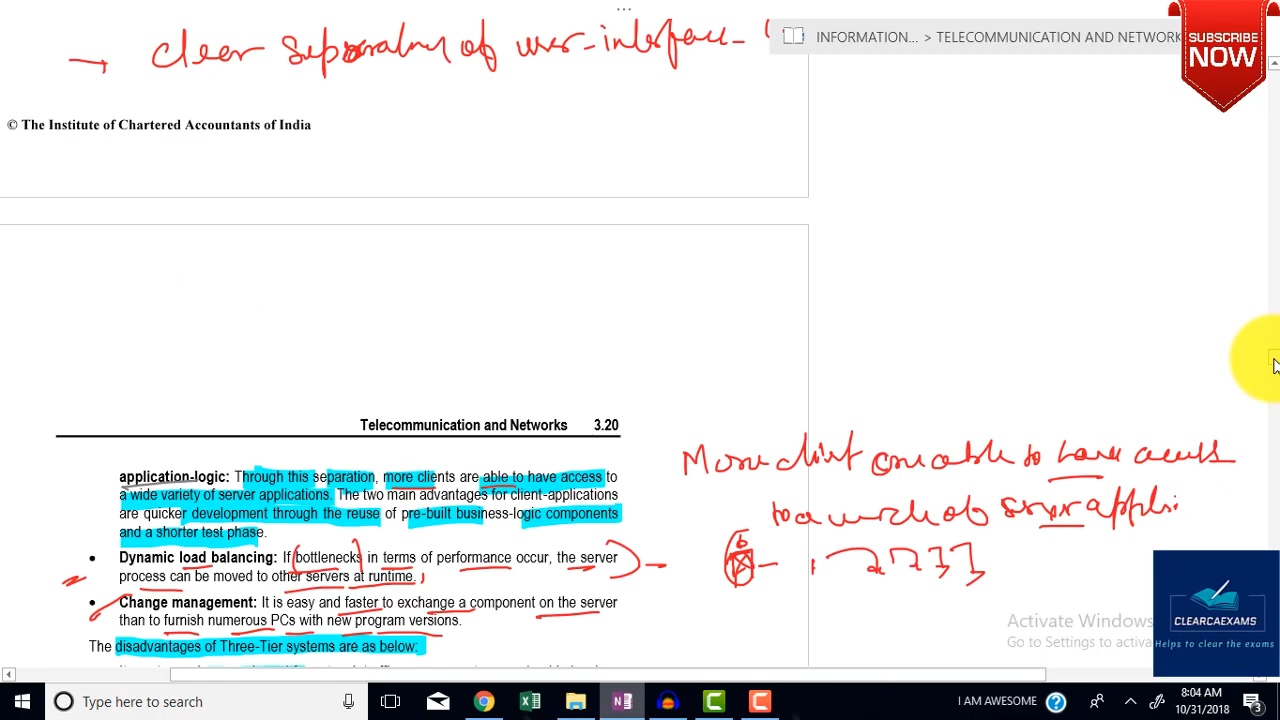 → clear separation of user-interface-
INFORMATION... > TELECOMMUNICATION AND NETWORK
SUBSCRIBE
NOW
© The Institute of Chartered Accountants of India
Telecommunication and Networks 3.20
application-logic: Through this separation, more clients are able to have access to
a wide variety of server applications. The two main advantages for client-applications
are quicker development through the reuse of pre-built business-logic components
and a shorter test phase.
• Dynamic load balancing: If bottlenecks in terms of performance occur, the server
process can be moved to other servers at runtime.
• Change management: It is easy and faster to exchange a component on the server
than to furnish numerous PCs with new program versions.
The disadvantages of Three-Tier systems are as below:
More client are able to have access
to a of server appli
Activate Windows
Go to Settings to activa
CLEARCAEXAMS
Helps to clear the exams
Type here to search
I AM AWESOME
8:04 AM
10/31/2018
3